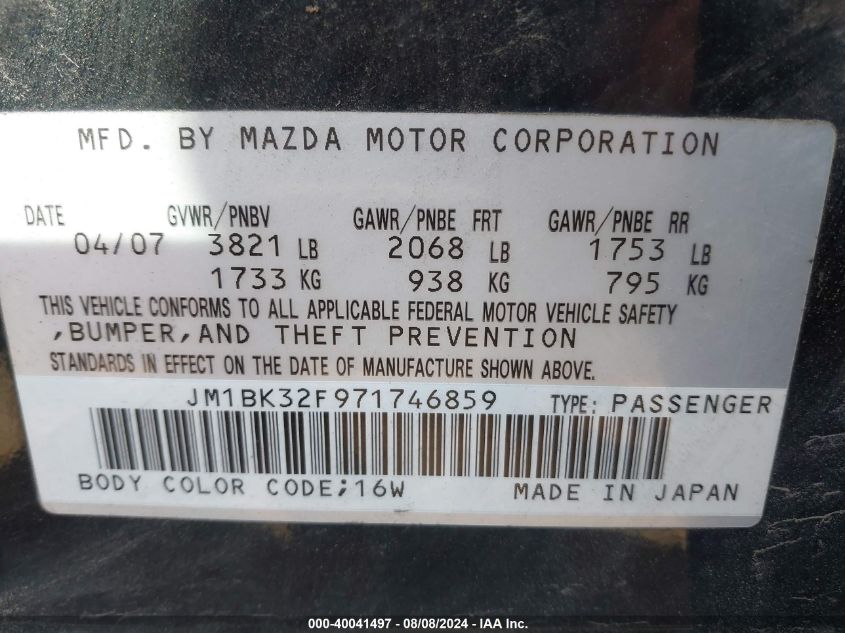 MFD. BY MAZDA MOTOR CORPORATION
DATE GVWR/PNBV GAWR/PNBE FRT GAWR/PNBE RR
04/07 3821 LB 2068 LB 1753 LB
1733 KG 938 KG 795 KG
THIS VEHICLE CONFORMS TO ALL APPLICABLE FEDERAL MOTOR VEHICLE SAFETY
,BUMPER,AND THEFT PREVENTION
STANDARDS IN EFFECT ON THE DATE OF MANUFACTURE SHOWN ABOVE.
JM1BK32F971746859 TYPE: PASSENGER
BODY COLOR CODE;16W MADE IN JAPAN
000-40041497 - 08/08/2024 - IAA Inc.